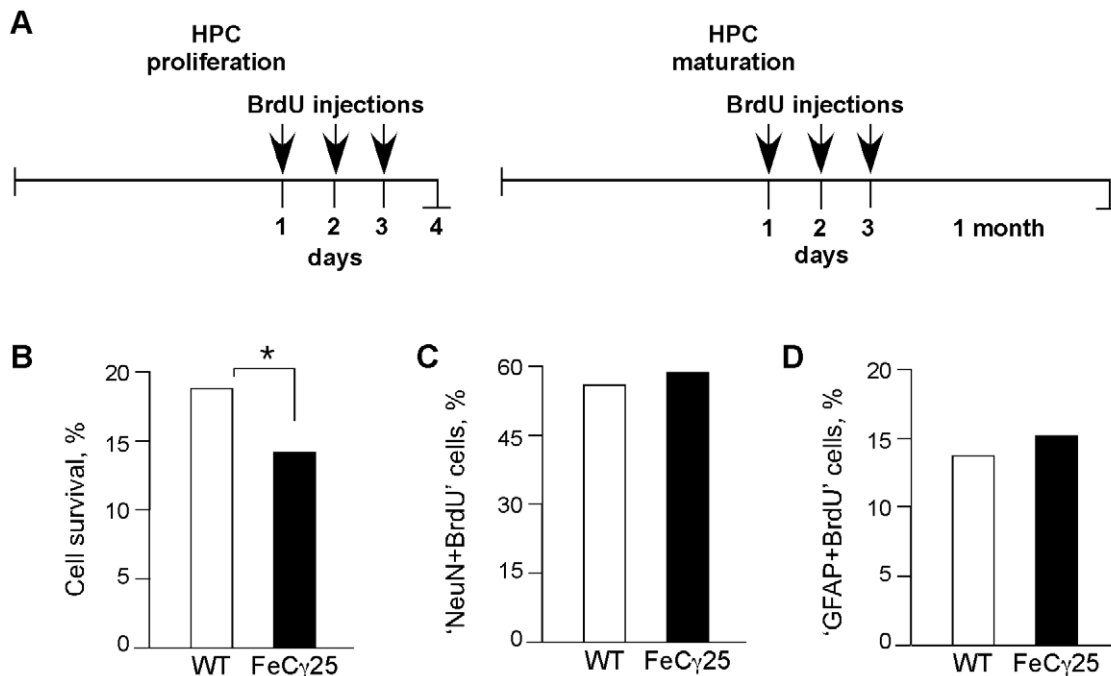 A
HPC
proliferation
BrdU injections
1 2 3 4
days
HPC
maturation
BrdU injections
1 2 3 1 month
days
B
Cell survival, %
20
15
10
5
0
*
WT FeCγ25
C
'NeuN+BrdU' cells, %
60
45
30
15
0
WT FeCγ25
D
'GFAP+BrdU' cells, %
20
15
10
5
0
WT FeCγ25